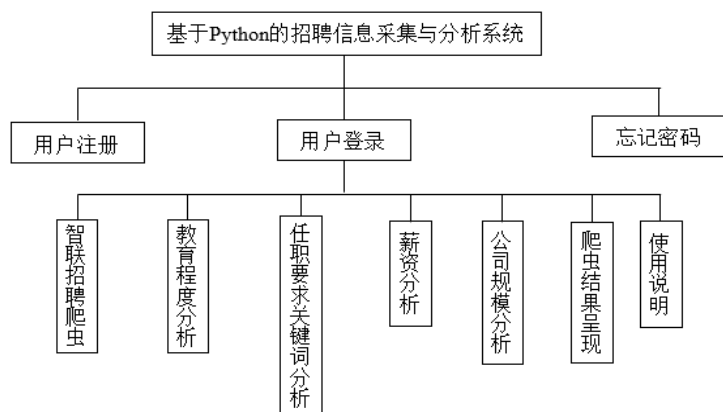 基于Python的招聘信息采集与分析系统
用户注册
用户登录
忘记密码
智联招聘爬虫
教育程度分析
任职要求关键词分析
薪资分析
公司规模分析
爬虫结果呈现
使用说明